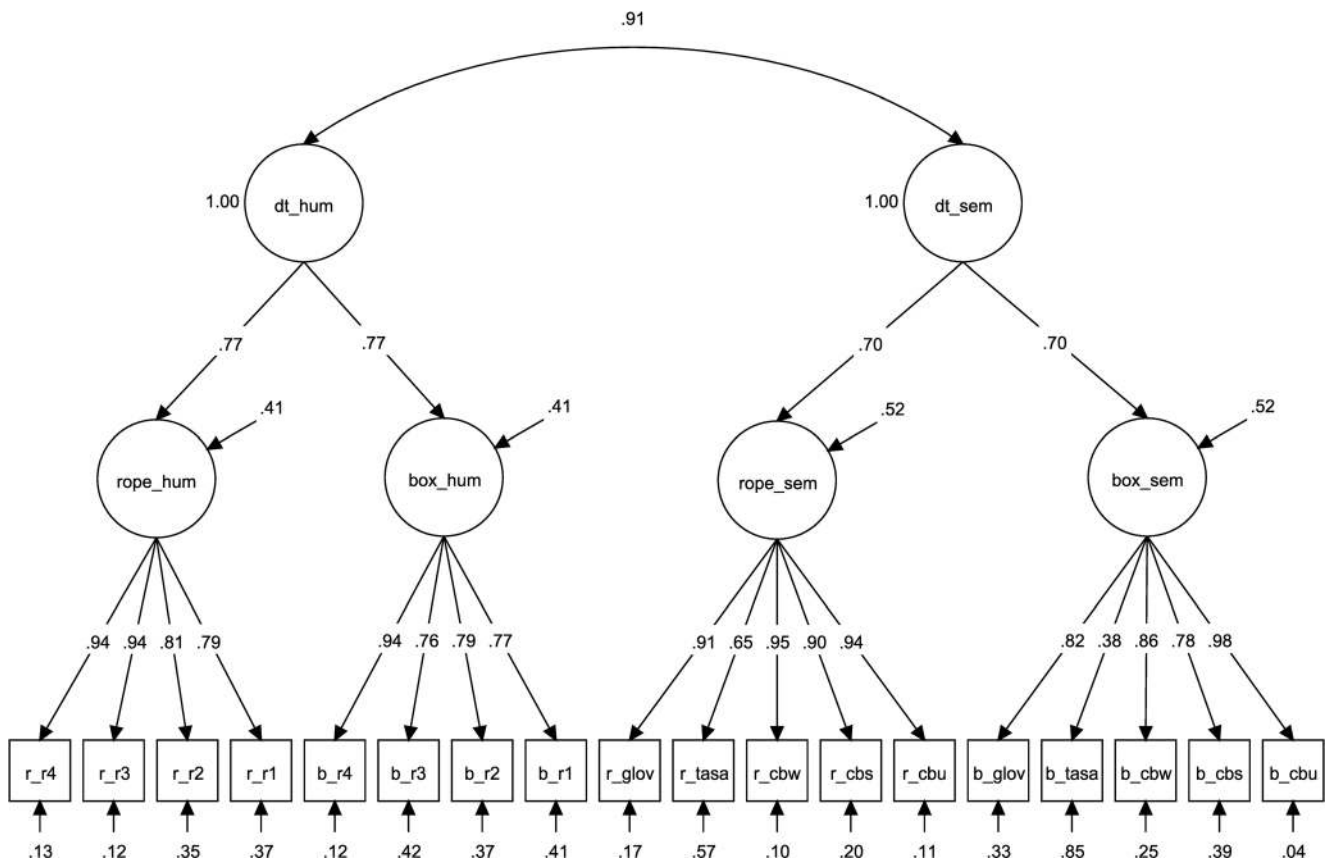 .91
1.00 dt_hum 1.00 dt_sem
.77 .77 .70 .70
.41 .41 .52 .52
rope_hum box_hum rope_sem box_sem
.94 .94 .81 .79 .94 .76 .79 .77 .91 .65 .95 .90 .94 .82 .38 .86 .78 .98
r_r4 r_r3 r_r2 r_r1 b_r4 b_r3 b_r2 b_r1 r_glov r_tasa r_cbw r_cbs r_cbu b_glov b_tasa b_cbw b_cbs b_cbu
.13 .12 .35 .37 .12 .42 .37 .41 .17 .57 .10 .20 .11 .33 .85 .25 .39 .04